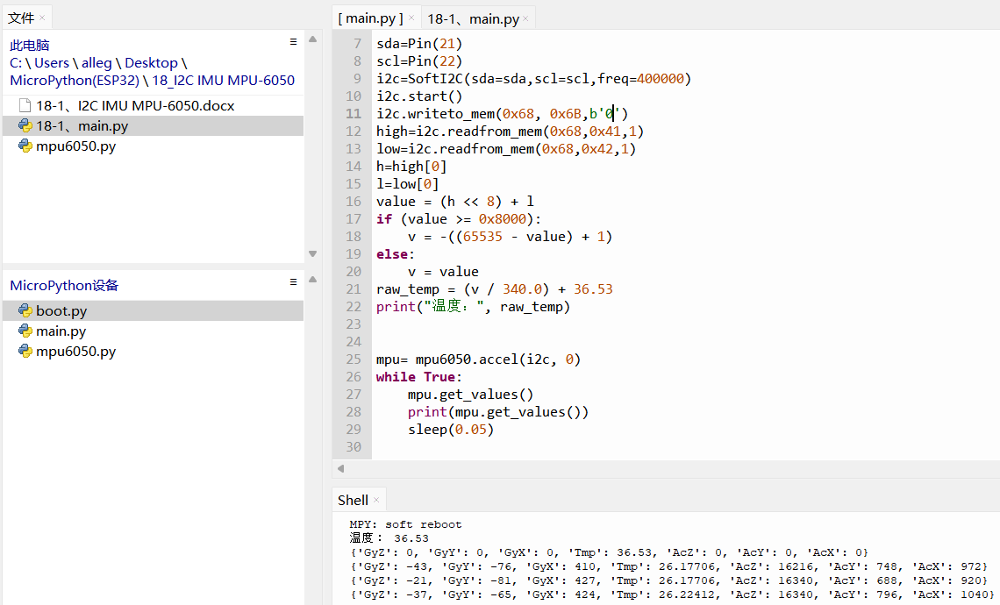 文件 ×
此电脑
C: \ Users \ alleg \ Desktop \
MicroPython(ESP32) \ 18_I2C IMU MPU-6050
18-1、I2C IMU MPU-6050.docx
18-1、main.py
mpu6050.py
MicroPython设备
boot.py
main.py
mpu6050.py
[ main.py ] × 18-1、main.py ×
7 sda=Pin(21)
8 scl=Pin(22)
9 i2c=SoftI2C(sda=sda,scl=scl,freq=400000)
10 i2c.start()
11 i2c.writeto_mem(0x68, 0x6B,b'0')
12 high=i2c.readfrom_mem(0x68,0x41,1)
13 low=i2c.readfrom_mem(0x68,0x42,1)
14 h=high[0]
15 l=low[0]
16 value = (h << 8) + l
17 if (value >= 0x8000):
18     v = -((65535 - value) + 1)
19 else:
20     v = value
21 raw_temp = (v / 340.0) + 36.53
22 print("温度：", raw_temp)
23
24
25 mpu= mpu6050.accel(i2c, 0)
26 while True:
27     mpu.get_values()
28     print(mpu.get_values())
29     sleep(0.05)
30
Shell ×
MPY: soft reboot
温度： 36.53
{'GyZ': 0, 'GyY': 0, 'GyX': 0, 'Tmp': 36.53, 'AcZ': 0, 'AcY': 0, 'AcX': 0}
{'GyZ': -43, 'GyY': -76, 'GyX': 410, 'Tmp': 26.17706, 'AcZ': 16216, 'AcY': 748, 'AcX': 972}
{'GyZ': -21, 'GyY': -81, 'GyX': 427, 'Tmp': 26.17706, 'AcZ': 16340, 'AcY': 688, 'AcX': 920}
{'GyZ': -37, 'GyY': -65, 'GyX': 424, 'Tmp': 26.22412, 'AcZ': 16340, 'AcY': 796, 'AcX': 1040}